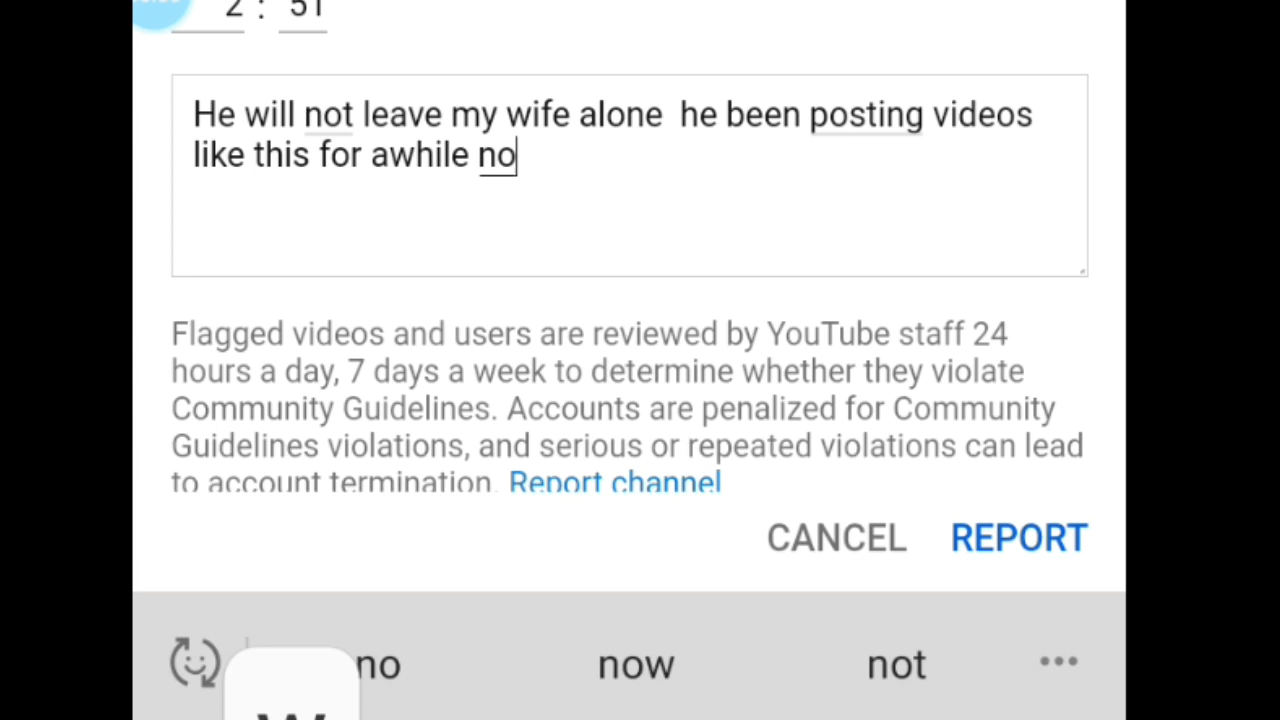 2 : 51
He will not leave my wife alone  he been posting videos
like this for awhile no
Flagged videos and users are reviewed by YouTube staff 24
hours a day, 7 days a week to determine whether they violate
Community Guidelines. Accounts are penalized for Community
Guidelines violations, and serious or repeated violations can lead
to account termination. Report channel
CANCEL REPORT
no now not
w